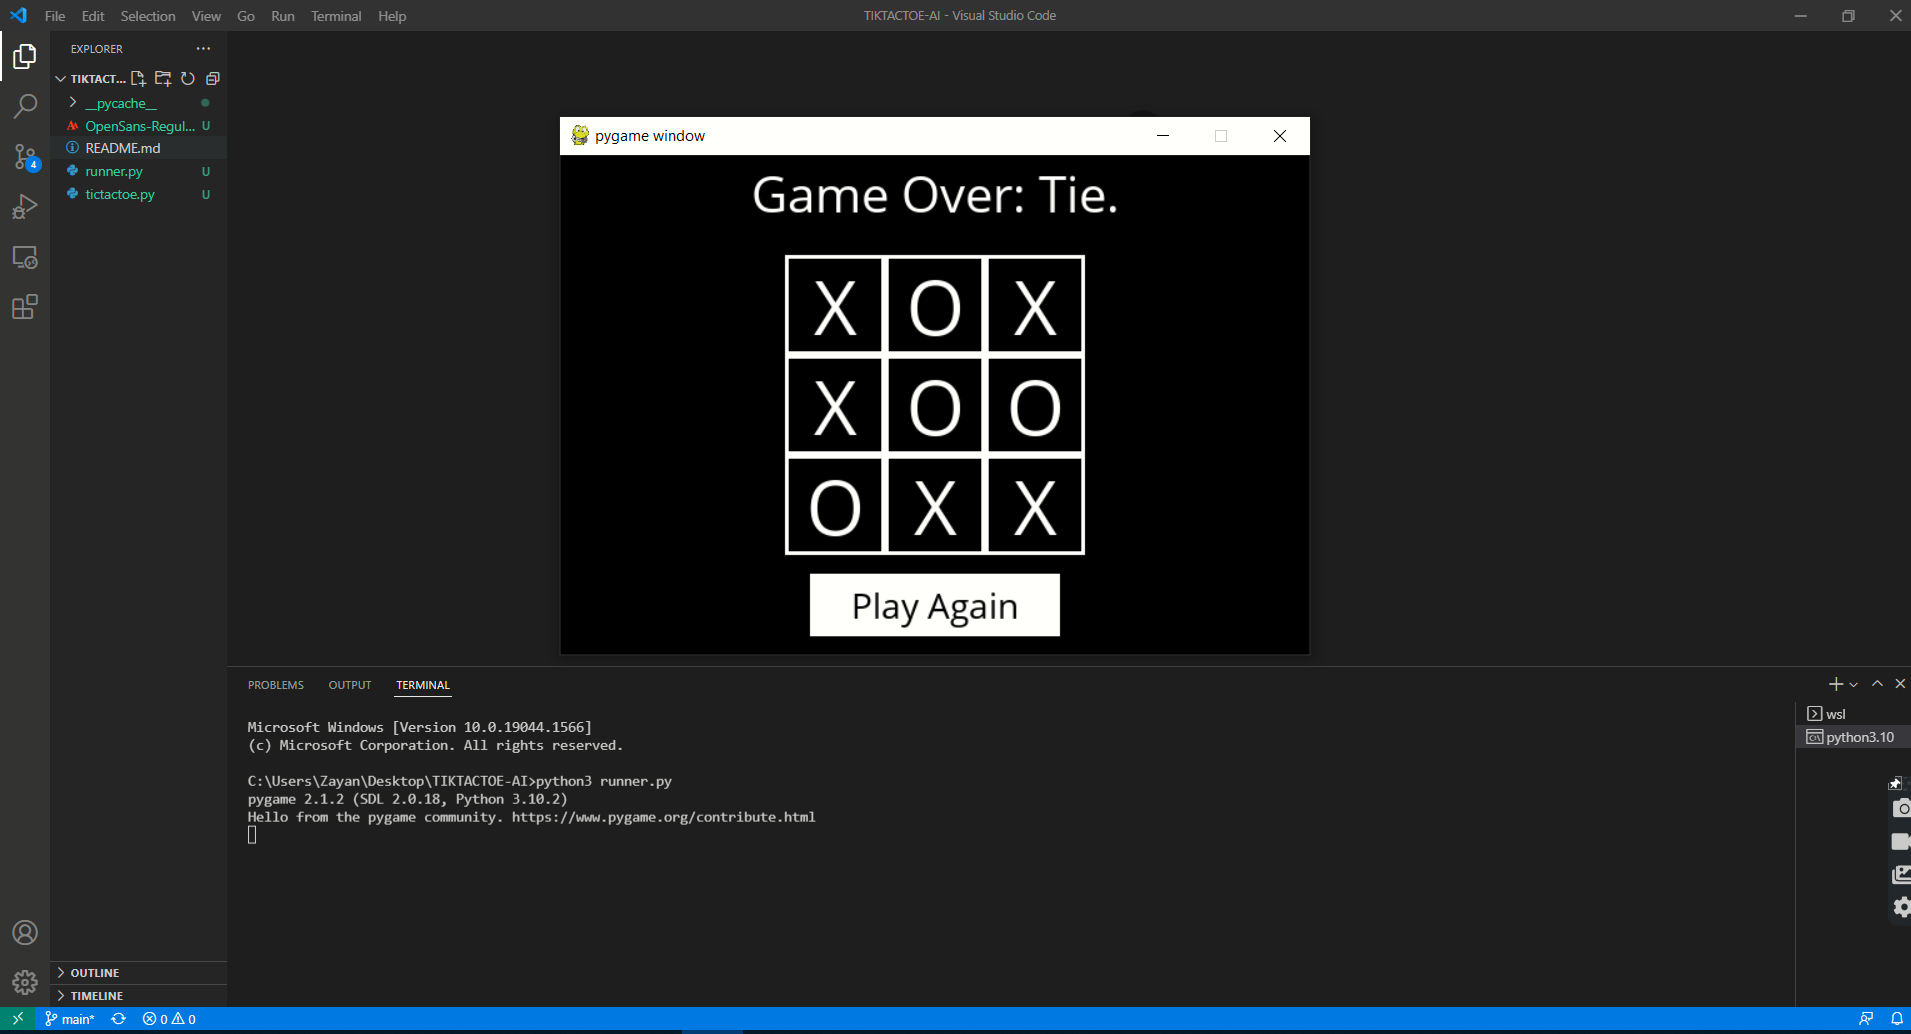 File Edit Selection View Go Run Terminal Help
TIKTACTOE-AI - Visual Studio Code
EXPLORER
TIKTACT...
__pycache__
OpenSans-Regul... U
README.md
runner.py U
tictactoe.py U
4
OUTLINE
TIMELINE
pygame window
Game Over: Tie.
X O X
X O O
O X X
Play Again
PROBLEMS OUTPUT TERMINAL
Microsoft Windows [Version 10.0.19044.1566]
(c) Microsoft Corporation. All rights reserved.
C:\Users\Zayan\Desktop\TIKTACTOE-AI>python3 runner.py
pygame 2.1.2 (SDL 2.0.18, Python 3.10.2)
Hello from the pygame community. https://www.pygame.org/contribute.html
wsl
python3.10
main* 0 0